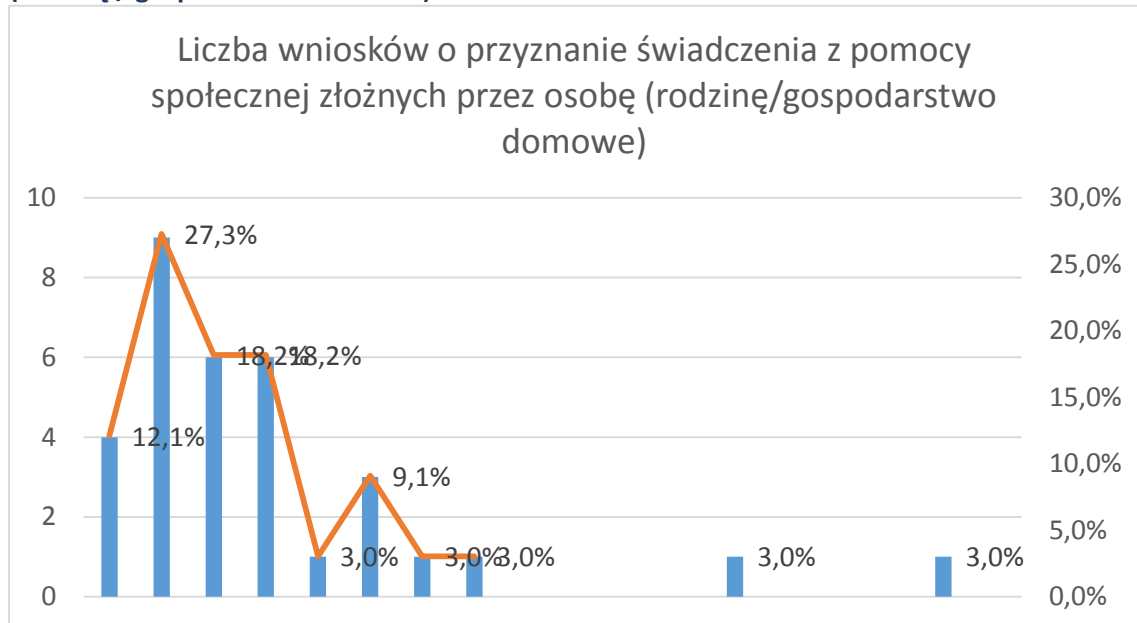 Liczba wniosków o przyznanie świadczenia z pomocy
społecznej złożnych przez osobę (rodzinę/gospodarstwo
domowe)
10 30,0%
27,3%
25,0%
8
20,0%
6 18,2% 18,2%
15,0%
4 12,1%
10,0%
9,1%
2
5,0%
3,0% 3,0% 3,0% 3,0% 3,0%
0 0,0%